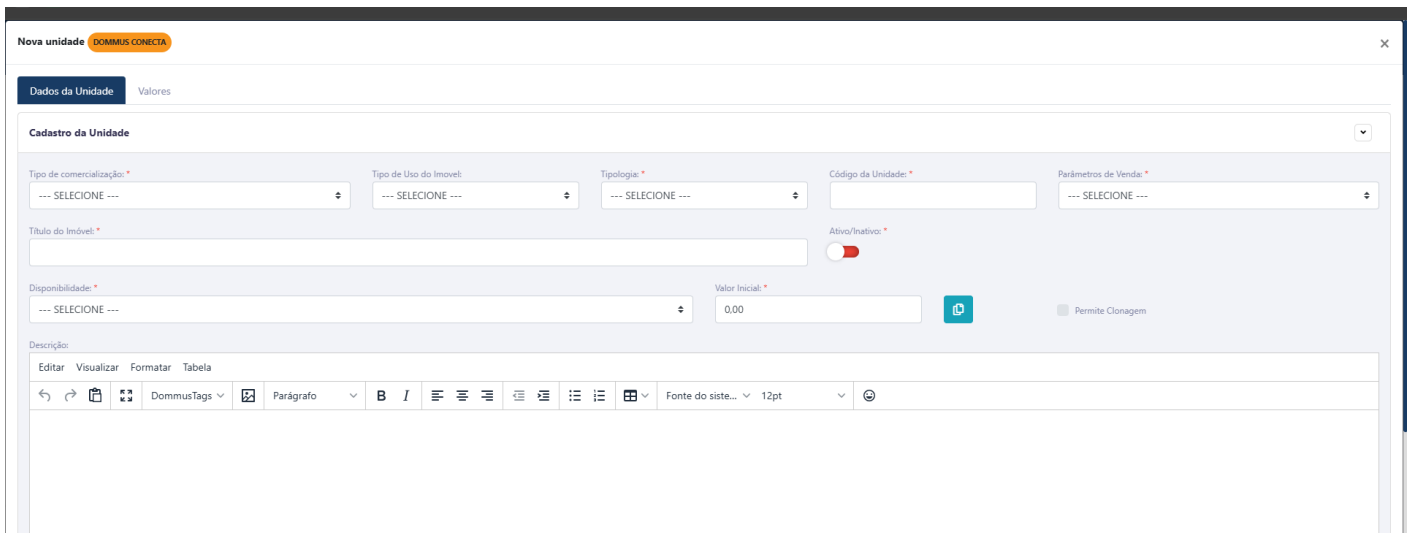 Nova unidade DOMMUS CONECTA ×
Dados da Unidade Valores
Cadastro da Unidade
Tipo de comercialização: * Tipo de Uso do Imovel: Tipologia: * Código da Unidade: * Parâmetros de Venda: *
--- SELECIONE --- --- SELECIONE --- --- SELECIONE --- --- SELECIONE ---
Título do Imóvel: * Ativo/Inativo: *
Disponibilidade: * Valor Inicial: *
--- SELECIONE --- 0,00 Permite Clonagem
Descrição:
Editar Visualizar Formatar Tabela
DommusTags Parágrafo B I Fonte do siste... 12pt